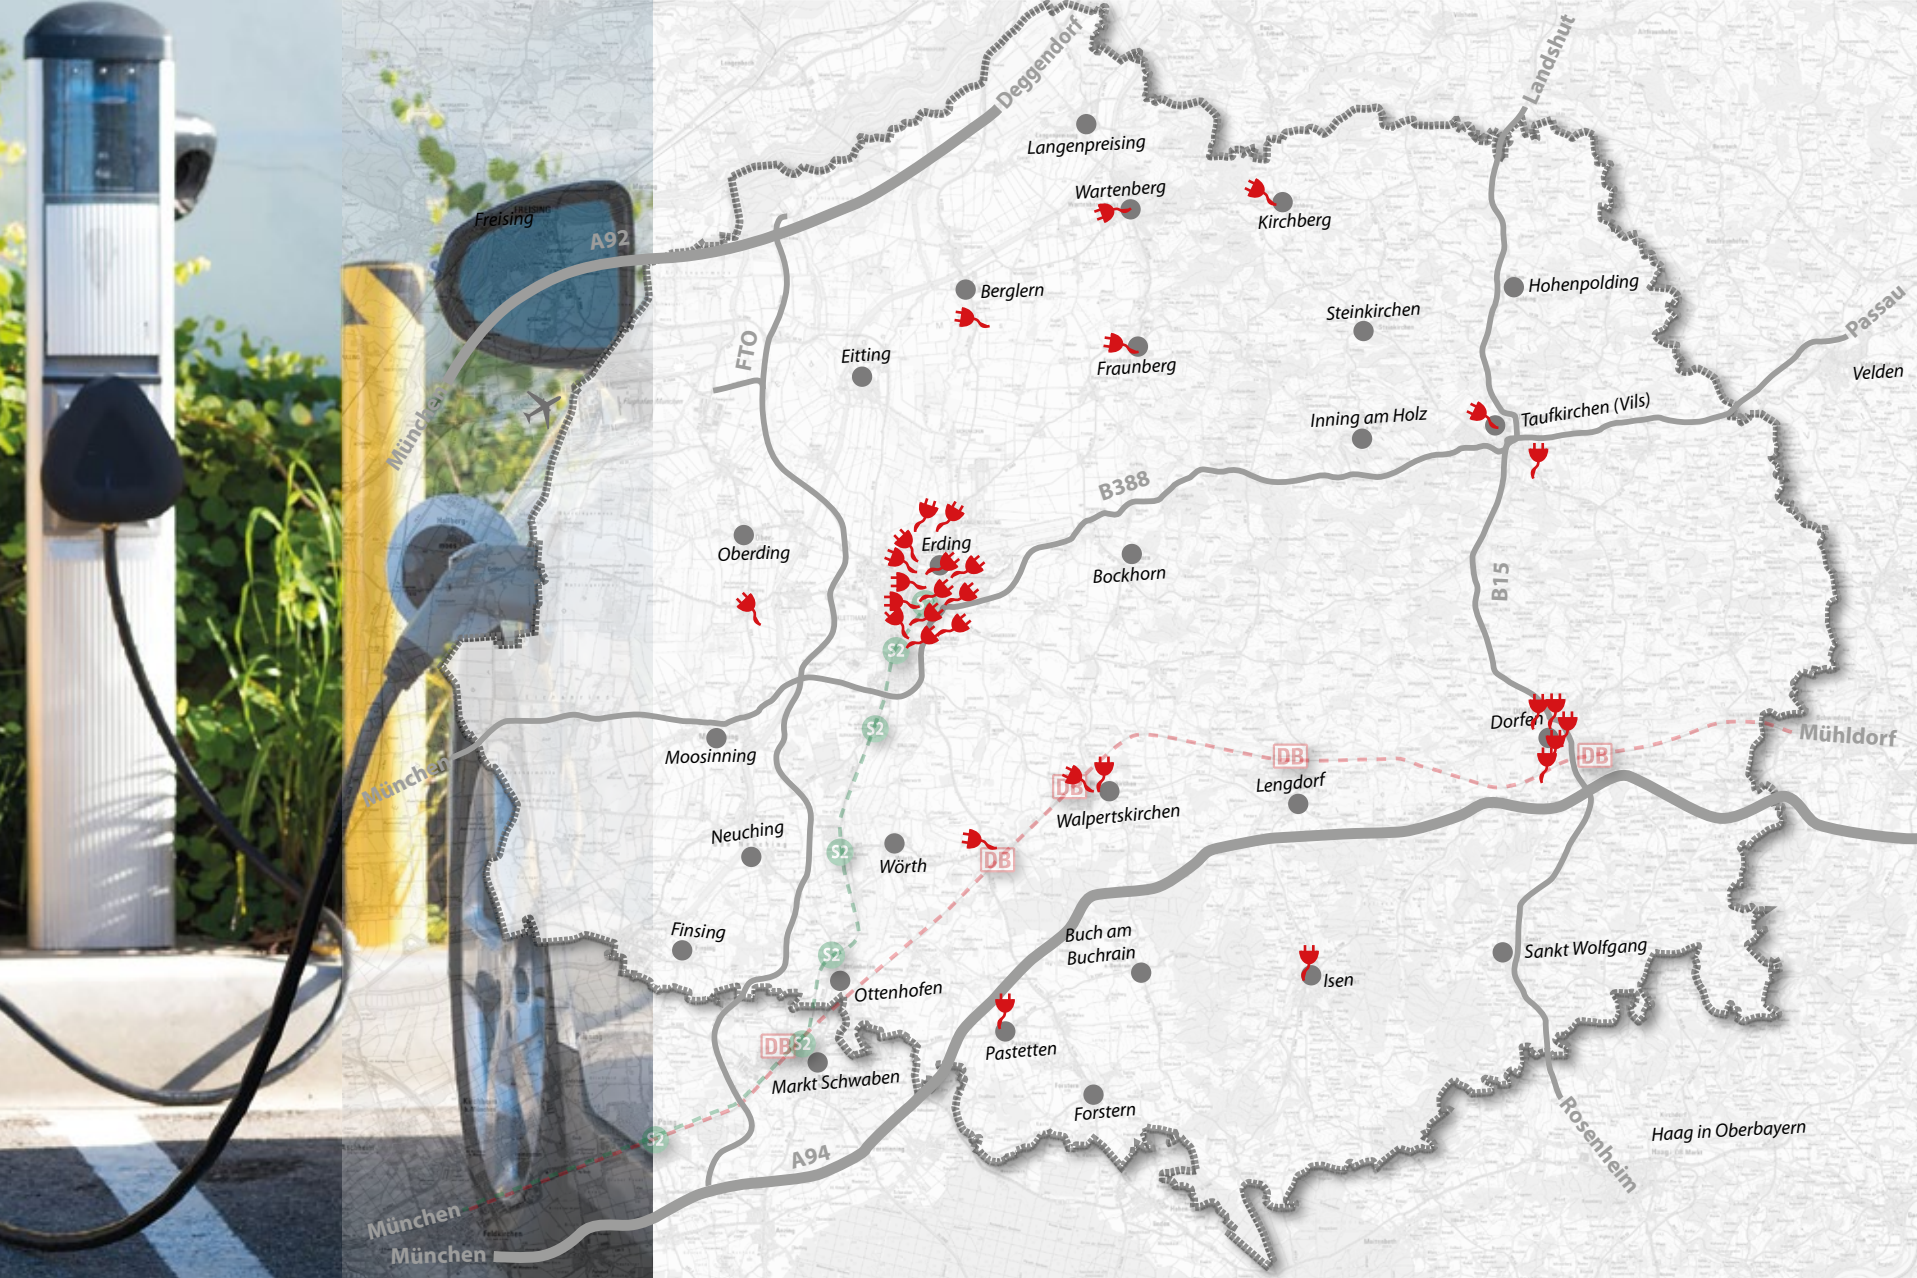 Deggendorf
Landshut
Langenpreising
Wartenberg
Kirchberg
Freising
FREISING
A92
Berglern
Hohenpolding
Steinkirchen
Passau
FTO
Eitting
Fraunberg
Velden
München
Inning am Holz
Taufkirchen (Vils)
B388
Oberding
Erding
Bockhorn
B15
S2
S2
Dorfen
Mühldorf
DB
DB
Moosinning
München
DB
Lengdorf
Walpertskirchen
Neuching
S2
Wörth
DB
Finsing
Buch am
Buchrain
S2
Sankt Wolfgang
Isen
Ottenhofen
DB
S2
Pastetten
Markt Schwaben
Forstern
S2
Haag in Oberbayern
A94
Rosenheim
München
München